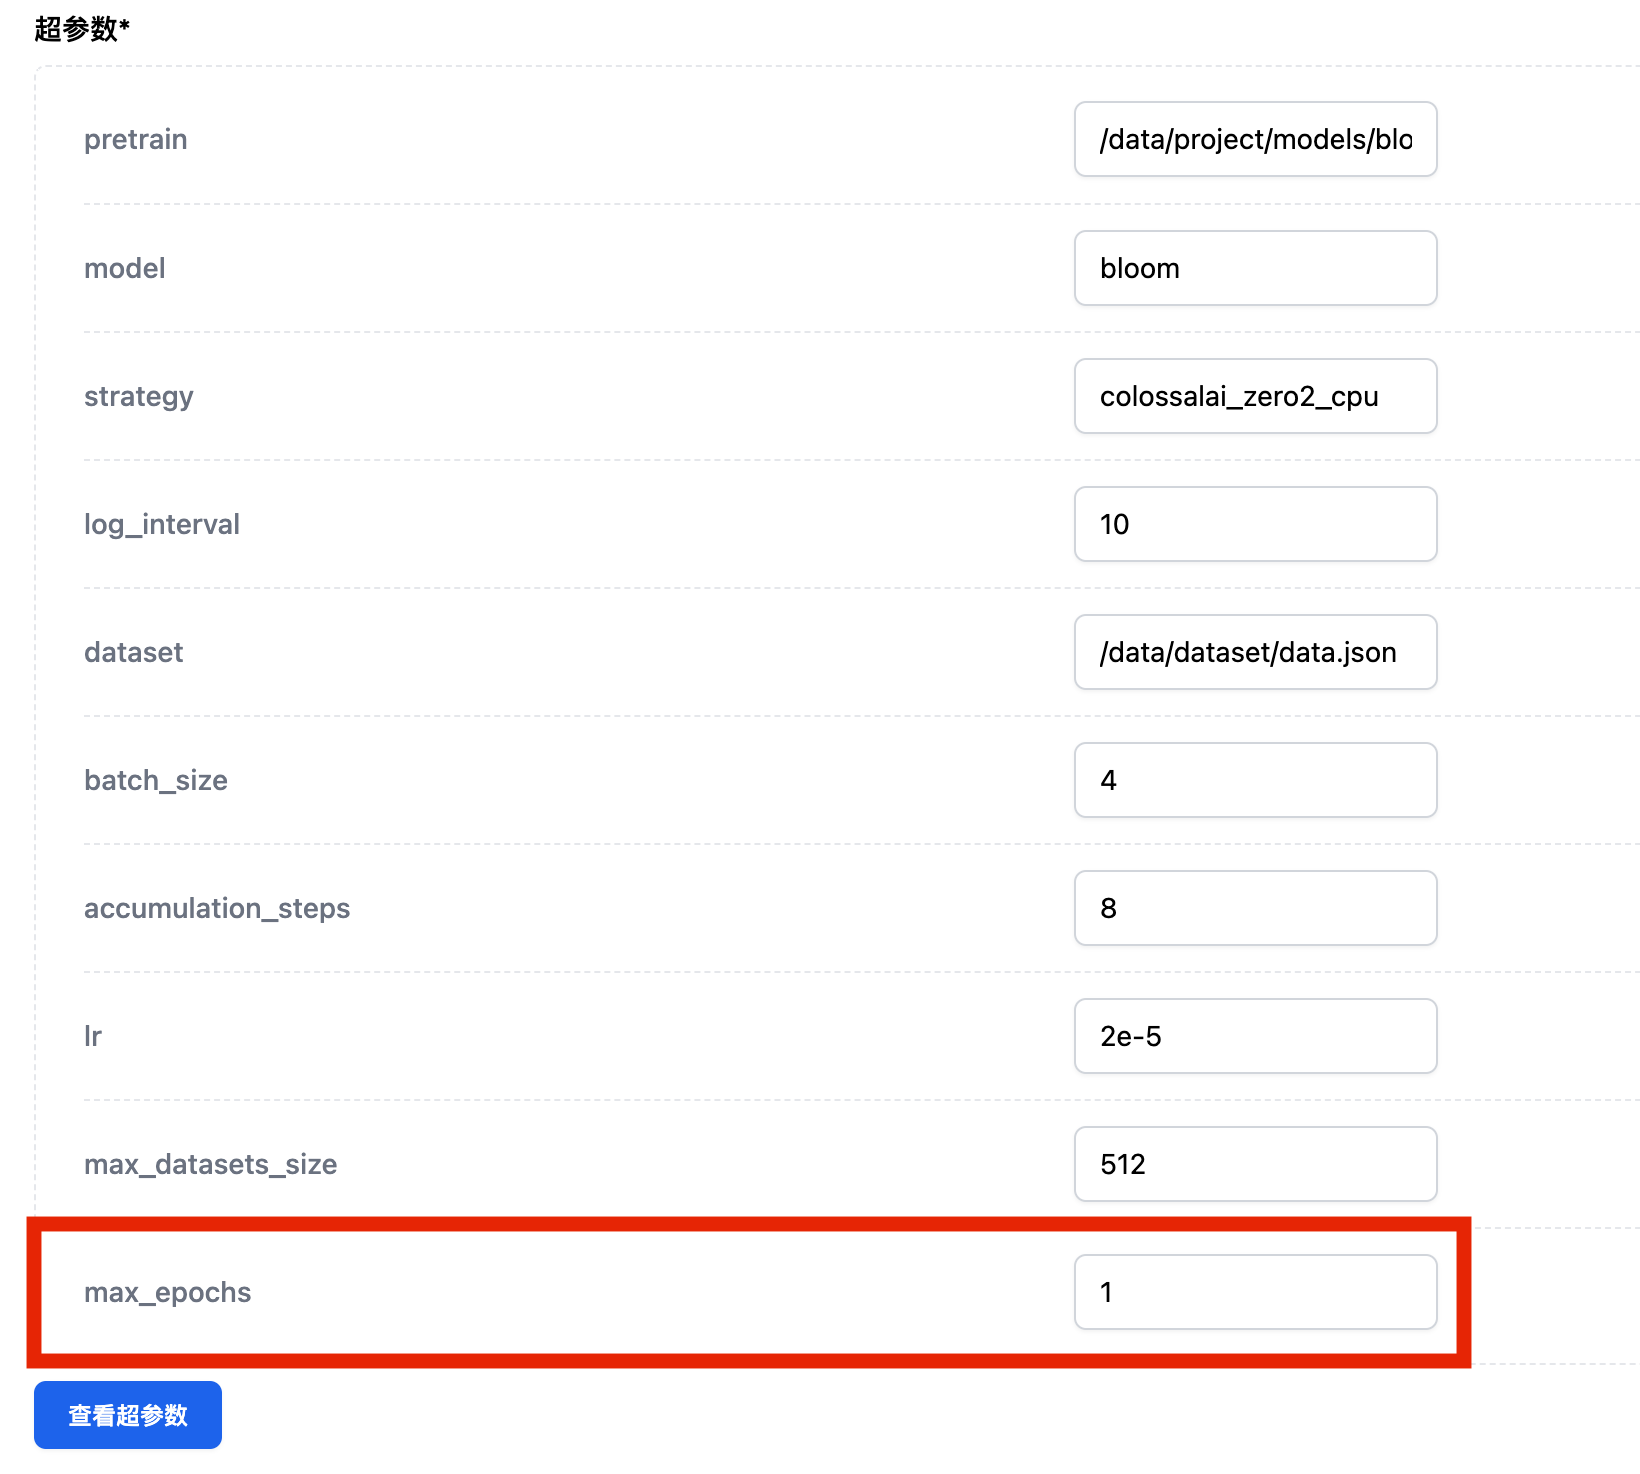 超参数*
pretrain
/data/project/models/blo
model
bloom
strategy
colossalai_zero2_cpu
log_interval
10
dataset
/data/dataset/data.json
batch_size
4
accumulation_steps
8
lr
2e-5
max_datasets_size
512
max_epochs
1
查看超参数